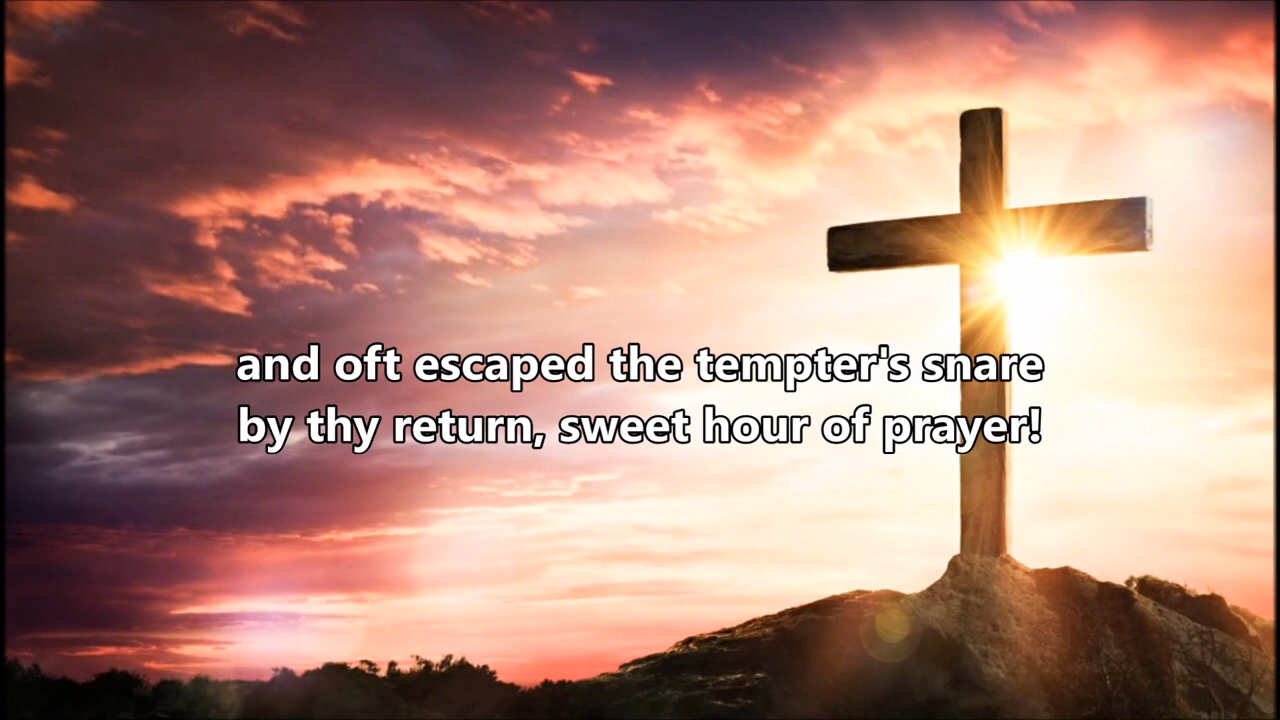 and oft escaped the tempter's snare
by thy return, sweet hour of prayer!